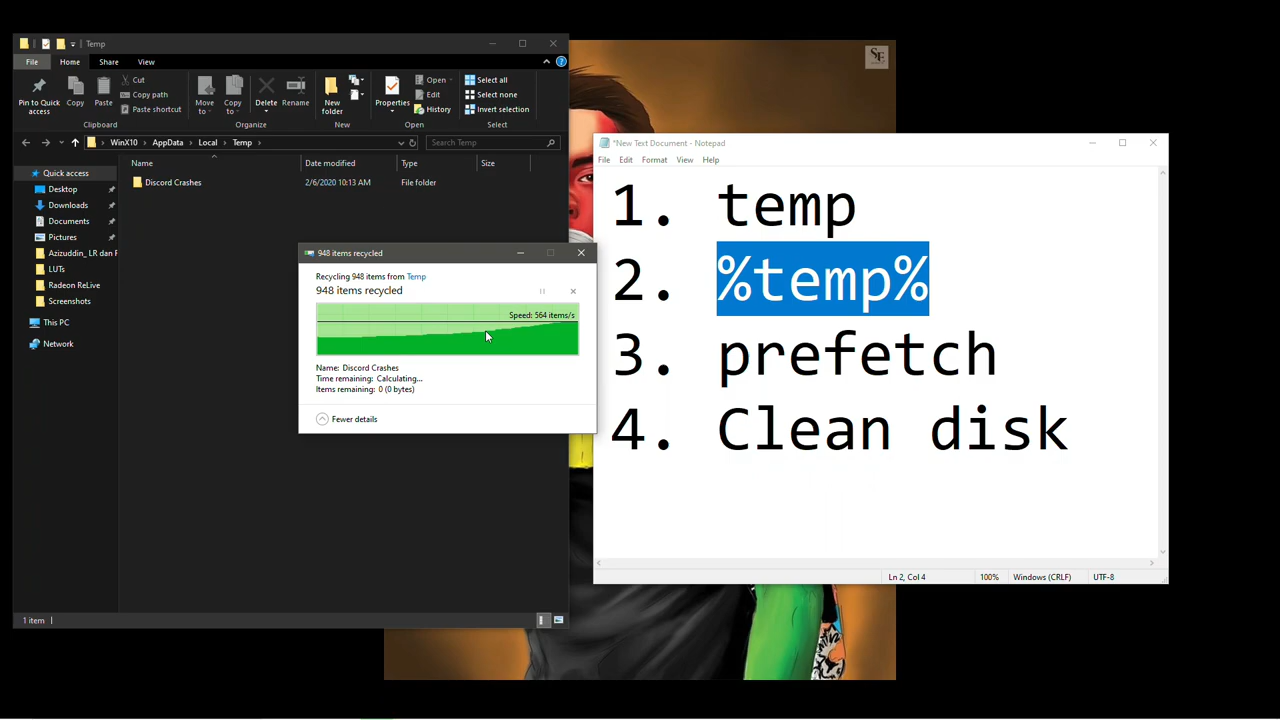 Temp
File Home Share View
Pin to Quick access
Copy
Paste
Cut
Copy path
Paste shortcut
Clipboard
Move to
Copy to
Delete
Rename
Organize
New folder
New
Properties
Open
Edit
History
Open
Select all
Select none
Invert selection
Select
WinX10 > AppData > Local > Temp >
Search Temp
Name Date modified Type Size
Quick access
Desktop
Downloads
Documents
Pictures
Azizuddin_ LR dan F
LUTs
Radeon ReLive
Screenshots
This PC
Network
Discord Crashes 2/6/2020 10:13 AM File folder
1 item
948 items recycled
Recycling 948 items from Temp
948 items recycled
Speed: 564 items/s
Name: Discord Crashes
Time remaining: Calculating...
Items remaining: 0 (0 bytes)
Fewer details
*New Text Document - Notepad
File Edit Format View Help
1. temp
2. %temp%
3. prefetch
4. Clean disk
Ln 2, Col 4 100% Windows (CRLF) UTF-8